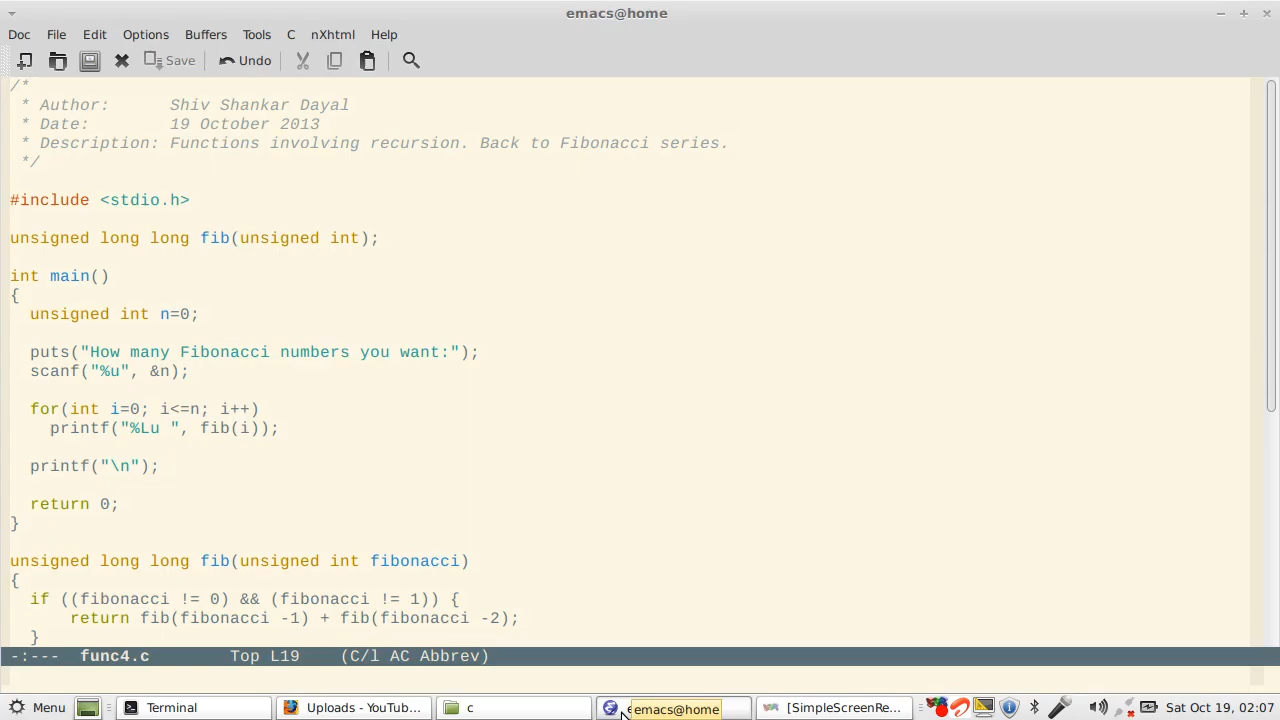 emacs@home
Doc File Edit Options Buffers Tools C nXhtml Help
Save Undo
/*
 * Author:      Shiv Shankar Dayal
 * Date:        19 October 2013
 * Description: Functions involving recursion. Back to Fibonacci series.
 */
#include <stdio.h>
unsigned long long fib(unsigned int);
int main()
{
  unsigned int n=0;
  puts("How many Fibonacci numbers you want:");
  scanf("%u", &n);
  for(int i=0; i<=n; i++)
    printf("%Lu ", fib(i));
  printf("\n");
  return 0;
}
unsigned long long fib(unsigned int fibonacci)
{
  if ((fibonacci != 0) && (fibonacci != 1)) {
      return fib(fibonacci -1) + fib(fibonacci -2);
  }
-:---  func4.c        Top L19    (C/l AC Abbrev)
Menu Terminal Uploads - YouTub... c emacs@home [SimpleScreenRe... Sat Oct 19, 02:07